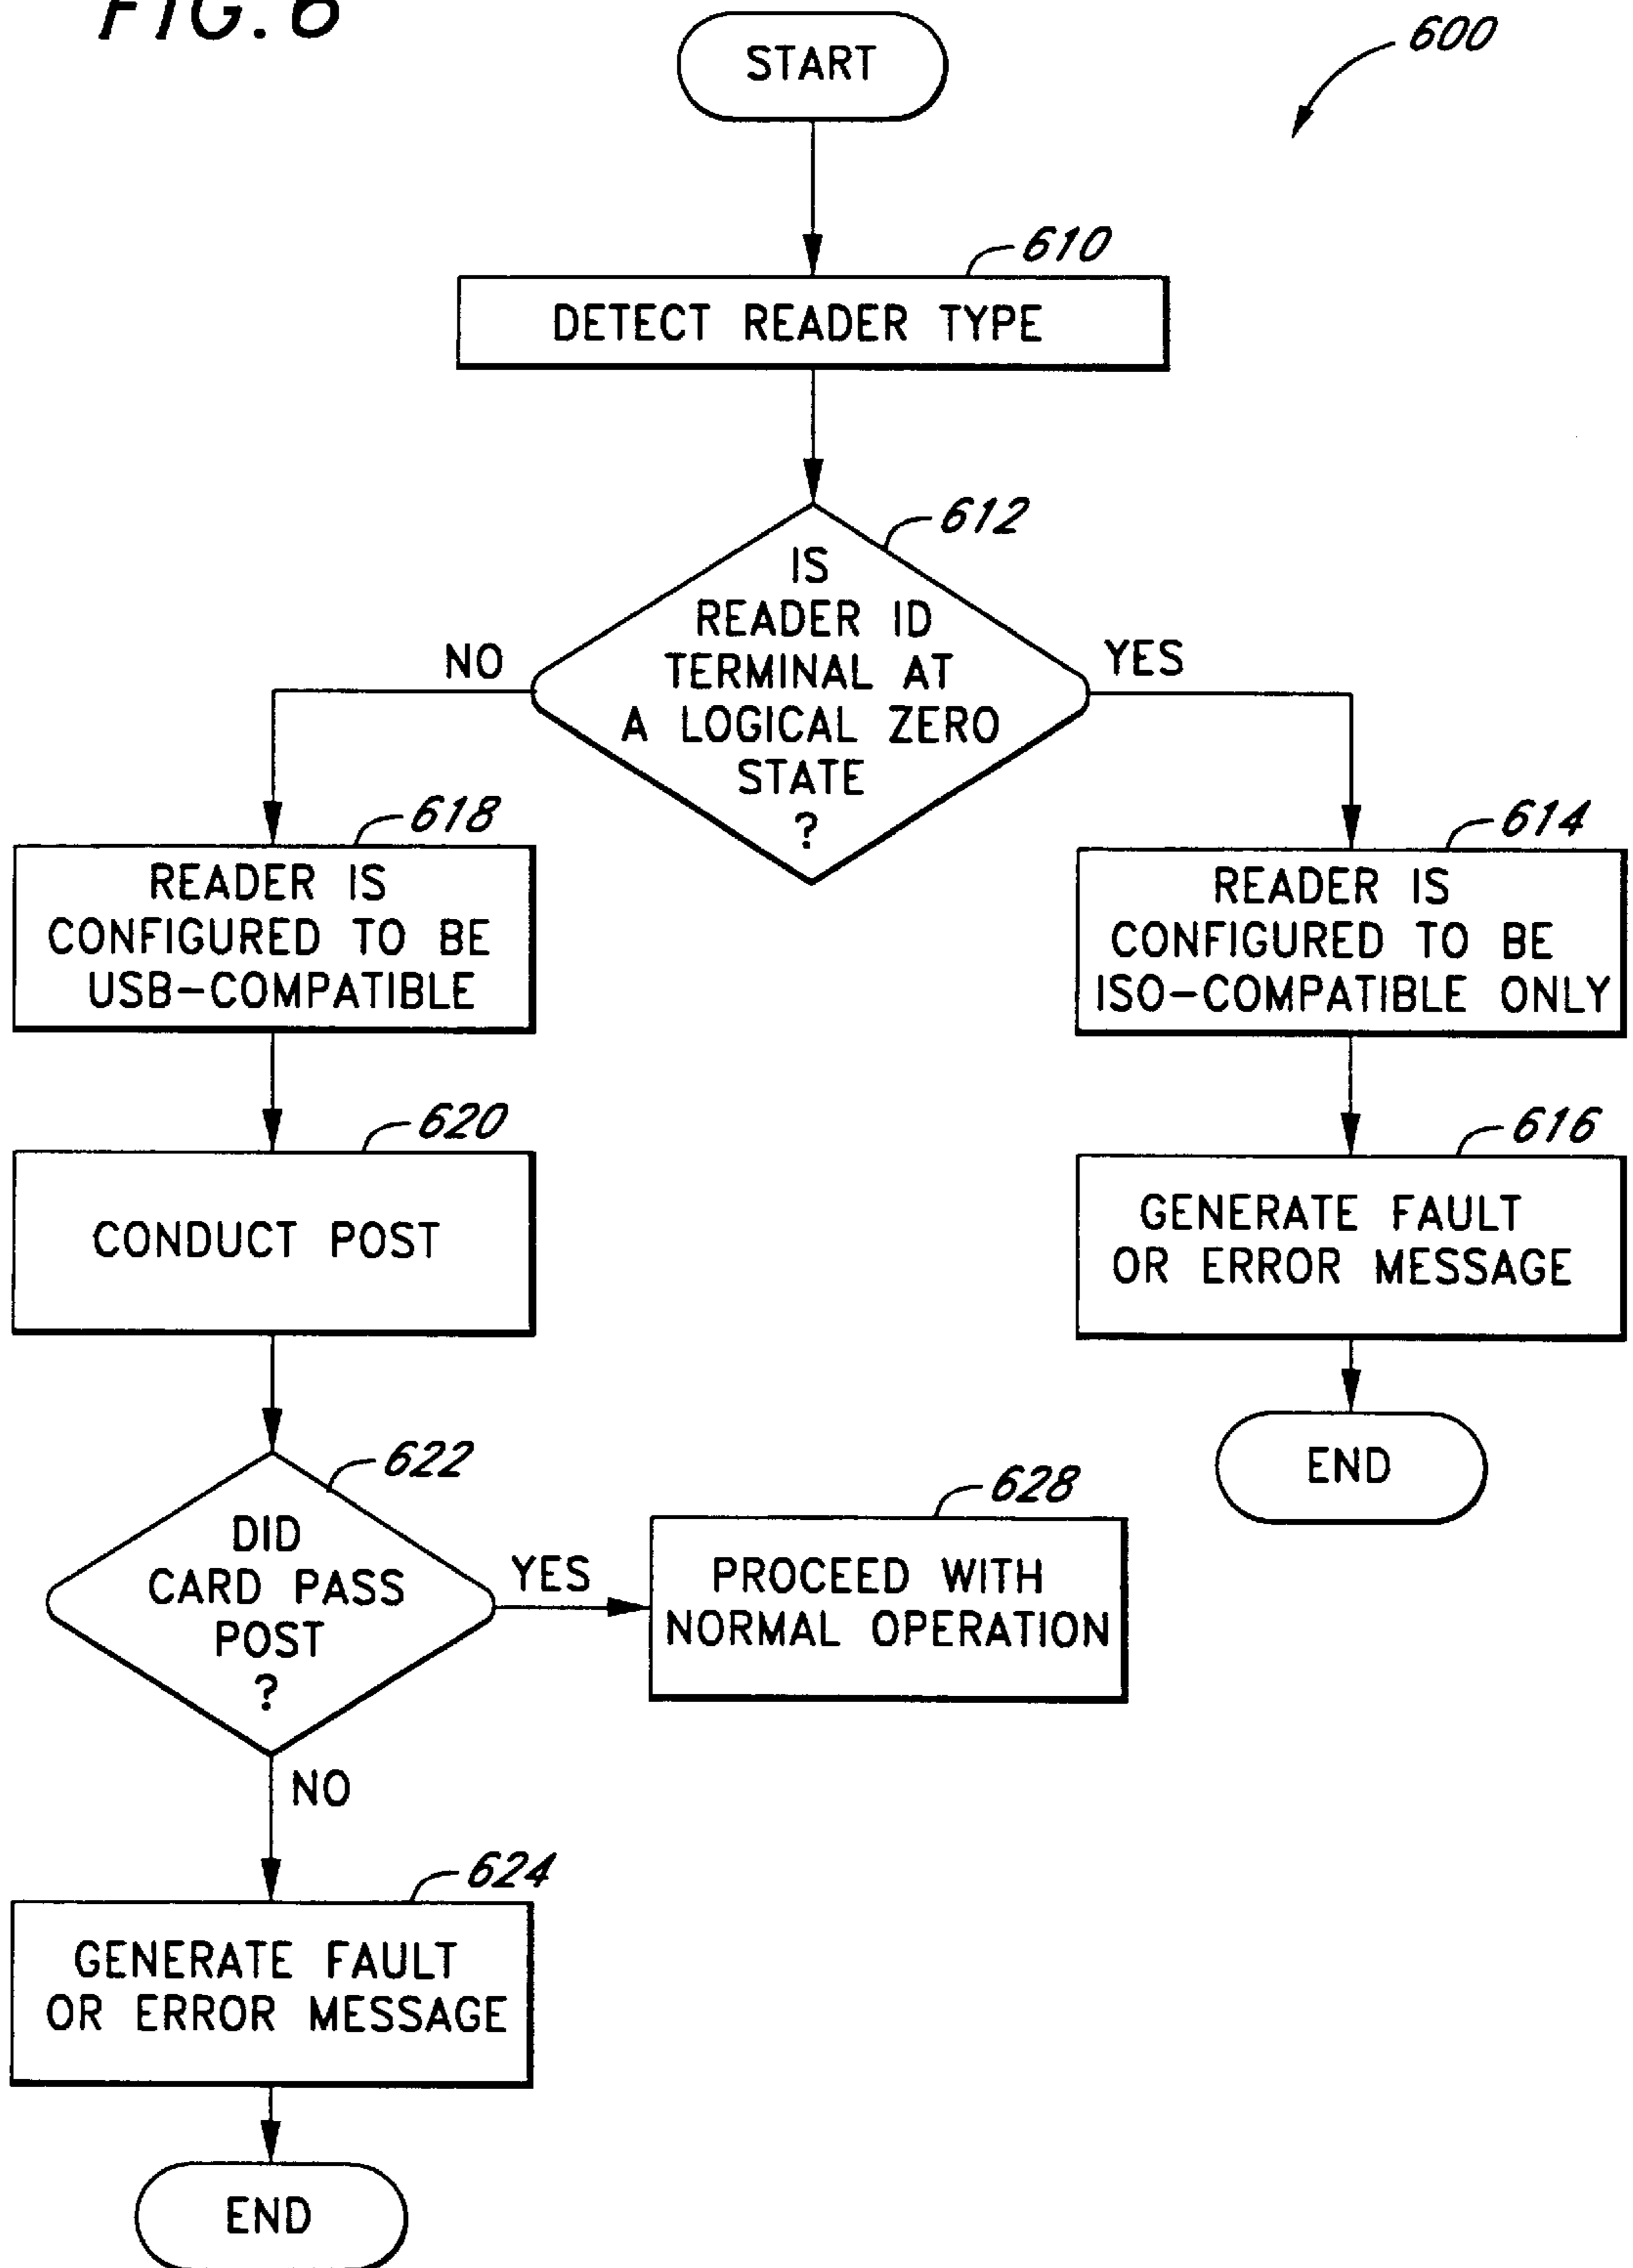 FIG. 6
START
600
610
DETECT READER TYPE
612
IS
READER ID
TERMINAL AT
A LOGICAL ZERO
STATE
?
NO
YES
618
READER IS
CONFIGURED TO BE
USB-COMPATIBLE
614
READER IS
CONFIGURED TO BE
ISO-COMPATIBLE ONLY
620
CONDUCT POST
616
GENERATE FAULT
OR ERROR MESSAGE
END
622
DID
CARD PASS
POST
?
YES
628
PROCEED WITH
NORMAL OPERATION
NO
624
GENERATE FAULT
OR ERROR MESSAGE
END